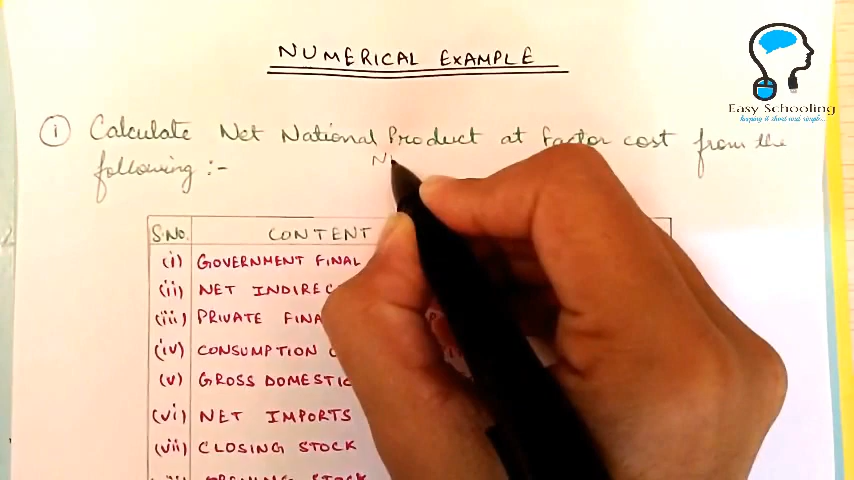 NUMERICAL EXAMPLE
Easy Schooling
keeping it short and simple...
(i) Calculate Net National Product at factor cost from the
following :-
N
S.NO. CONTENT
(i) GOVERNMENT FINAL
(ii) NET INDIREC
(iii) PRIVATE FINA
(iv) CONSUMPTION
(v) GROSS DOMESTIC
(vi) NET IMPORTS
(vii) CLOSING STOCK
OPENING STOCK